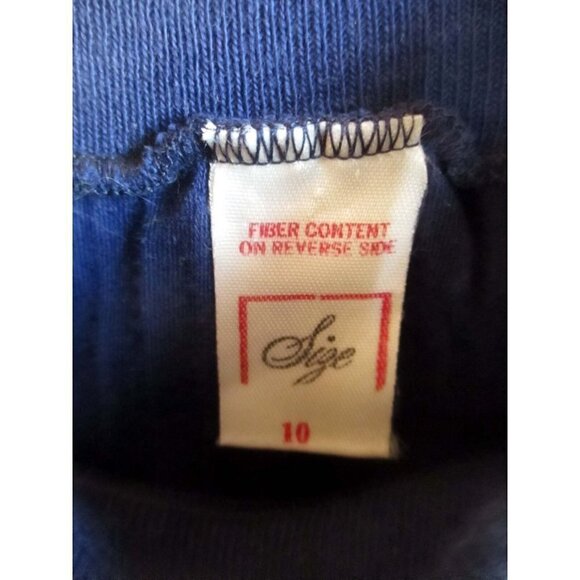 FIBER CONTENT
ON REVERSE SIDE
Size
10